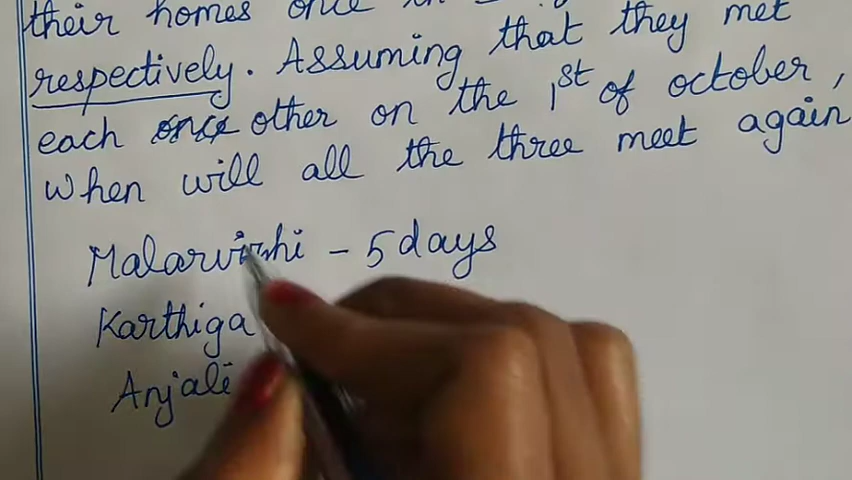 their homes once in
respectively. Assuming that they met
each other on the 1st of october,
when will all the three meet again
Malarvizhi - 5 days
Karthiga
Anjali